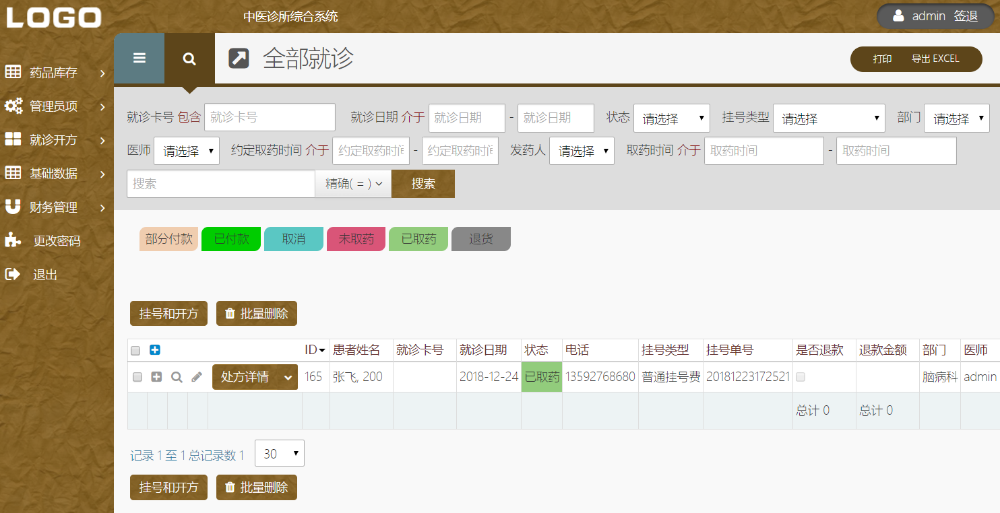 LOGO
中医诊所综合系统
admin 签退
药品库存
管理员项
就诊开方
基础数据
财务管理
更改密码
退出
全部就诊
打印 导出 EXCEL
就诊卡号 包含 就诊卡号 就诊日期 介于 就诊日期 - 就诊日期 状态 请选择 挂号类型 请选择 部门 请选择
医师 请选择 约定取药时间 介于 约定取药时间 - 约定取药时间 发药人 请选择 取药时间 介于 取药时间 - 取药时间
搜索 精确( = ) 搜索
部分付款 已付款 取消 未取药 已取药 退货
挂号和开方 批量删除
ID 患者姓名 就诊卡号 就诊日期 状态 电话 挂号类型 挂号单号 是否退款 退款金额 部门 医师
处方详情 165 张飞, 200 2018-12-24 已取药 13592768680 普通挂号费 20181223172521 脑病科 admin
总计 0 总计 0
记录 1 至 1 总记录数 1 30
挂号和开方 批量删除